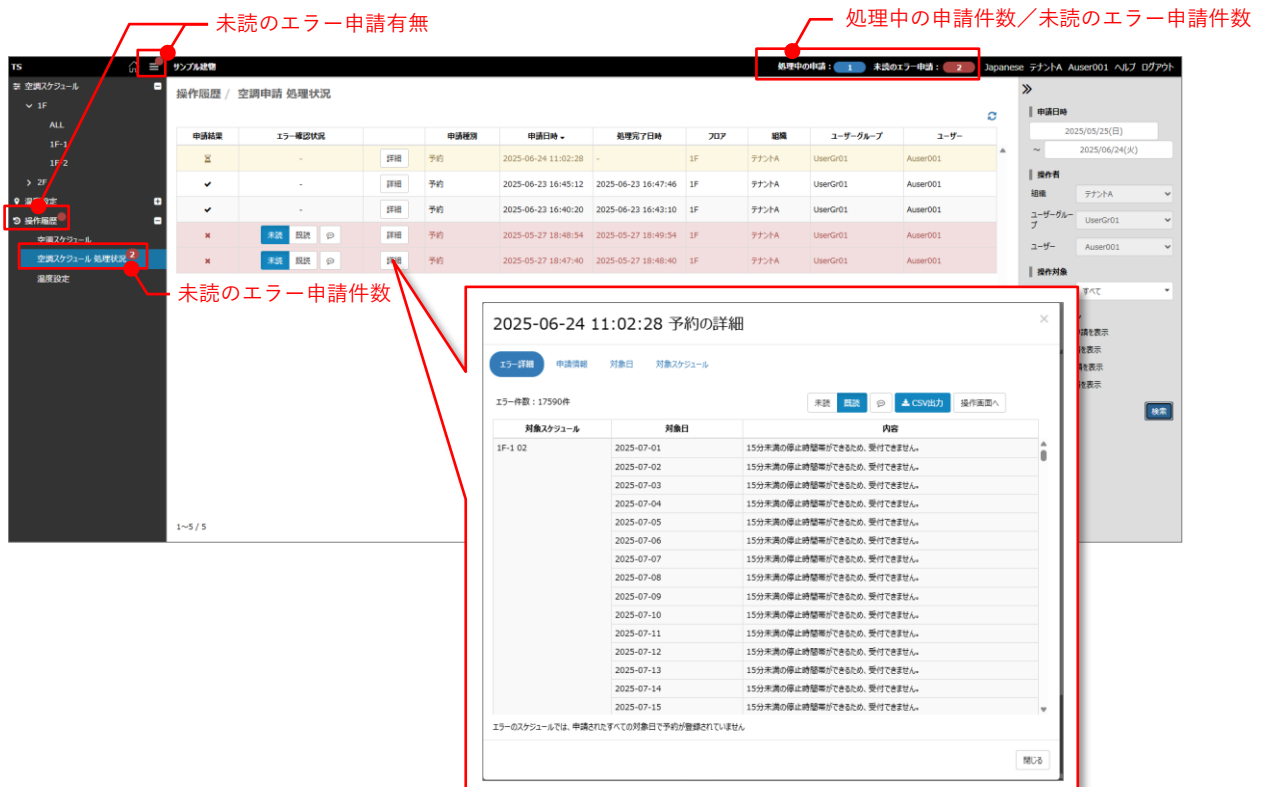 未読のエラー申請有無
処理中の申請件数／未読のエラー申請件数
TS
サンプル建物
処理中の申請： 1 未読のエラー申請： 2 Japanese テナントA Auser001 ヘルプ ログアウト
空調スケジュール
1F
ALL
1F-1
1F-2
2F
操作履歴
空調スケジュール
空調スケジュール 処理状況 2
温度設定
未読のエラー申請件数
操作履歴 / 空調申請 処理状況
申請結果 エラー確認状況 申請種別 申請日時 処理完了日時 フロア 組織 ユーザーグループ ユーザー
- 詳細 予約 2025-06-24 11:02:28 - 1F テナントA UserGr01 Auser001
- 詳細 予約 2025-06-23 16:45:12 2025-06-23 16:47:46 1F テナントA UserGr01 Auser001
- 詳細 予約 2025-06-23 16:40:20 2025-06-23 16:43:10 1F テナントA UserGr01 Auser001
未読 既読 詳細 予約 2025-05-27 18:48:54 2025-05-27 18:49:54 1F テナントA UserGr01 Auser001
未読 既読 詳細 予約 2025-05-27 18:47:40 2025-05-27 18:48:40 1F テナントA UserGr01 Auser001
1～5 / 5
申請日時
2025/05/25(日)
～ 2025/06/24(火)
操作者
組織 テナントA
ユーザーグループ UserGr01
ユーザー Auser001
操作対象
すべて
を表示
を表示
を表示
を表示
検索
2025-06-24 11:02:28 予約の詳細
エラー詳細 申請情報 対象日 対象スケジュール
エラー件数：17590件
未読 既読 CSV出力 操作画面へ
対象スケジュール 対象日 内容
1F-1 02 2025-07-01 15分未満の停止時間帯ができるため、受付できません。
2025-07-02 15分未満の停止時間帯ができるため、受付できません。
2025-07-03 15分未満の停止時間帯ができるため、受付できません。
2025-07-04 15分未満の停止時間帯ができるため、受付できません。
2025-07-05 15分未満の停止時間帯ができるため、受付できません。
2025-07-06 15分未満の停止時間帯ができるため、受付できません。
2025-07-07 15分未満の停止時間帯ができるため、受付できません。
2025-07-08 15分未満の停止時間帯ができるため、受付できません。
2025-07-09 15分未満の停止時間帯ができるため、受付できません。
2025-07-10 15分未満の停止時間帯ができるため、受付できません。
2025-07-11 15分未満の停止時間帯ができるため、受付できません。
2025-07-12 15分未満の停止時間帯ができるため、受付できません。
2025-07-13 15分未満の停止時間帯ができるため、受付できません。
2025-07-14 15分未満の停止時間帯ができるため、受付できません。
2025-07-15 15分未満の停止時間帯ができるため、受付できません。
エラーのスケジュールでは、申請されたすべての対象日で予約が登録されていません
閉じる